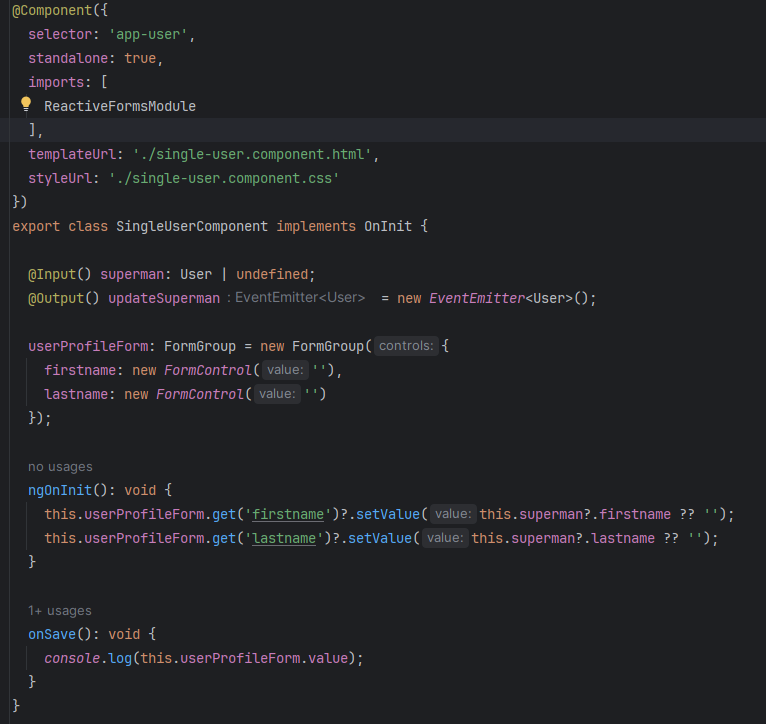 @Component({
  selector: 'app-user',
  standalone: true,
  imports: [
    ReactiveFormsModule
  ],
  templateUrl: './single-user.component.html',
  styleUrl: './single-user.component.css'
})
export class SingleUserComponent implements OnInit {
  @Input() superman: User | undefined;
  @Output() updateSuperman : EventEmitter<User> = new EventEmitter<User>();
  userProfileForm: FormGroup = new FormGroup( controls: {
    firstname: new FormControl( value: ''),
    lastname: new FormControl( value: '')
  });
  no usages
  ngOnInit(): void {
    this.userProfileForm.get('firstname')?.setValue( value: this.superman?.firstname ?? '');
    this.userProfileForm.get('lastname')?.setValue( value: this.superman?.lastname ?? '');
  }
  1+ usages
  onSave(): void {
    console.log(this.userProfileForm.value);
  }
}